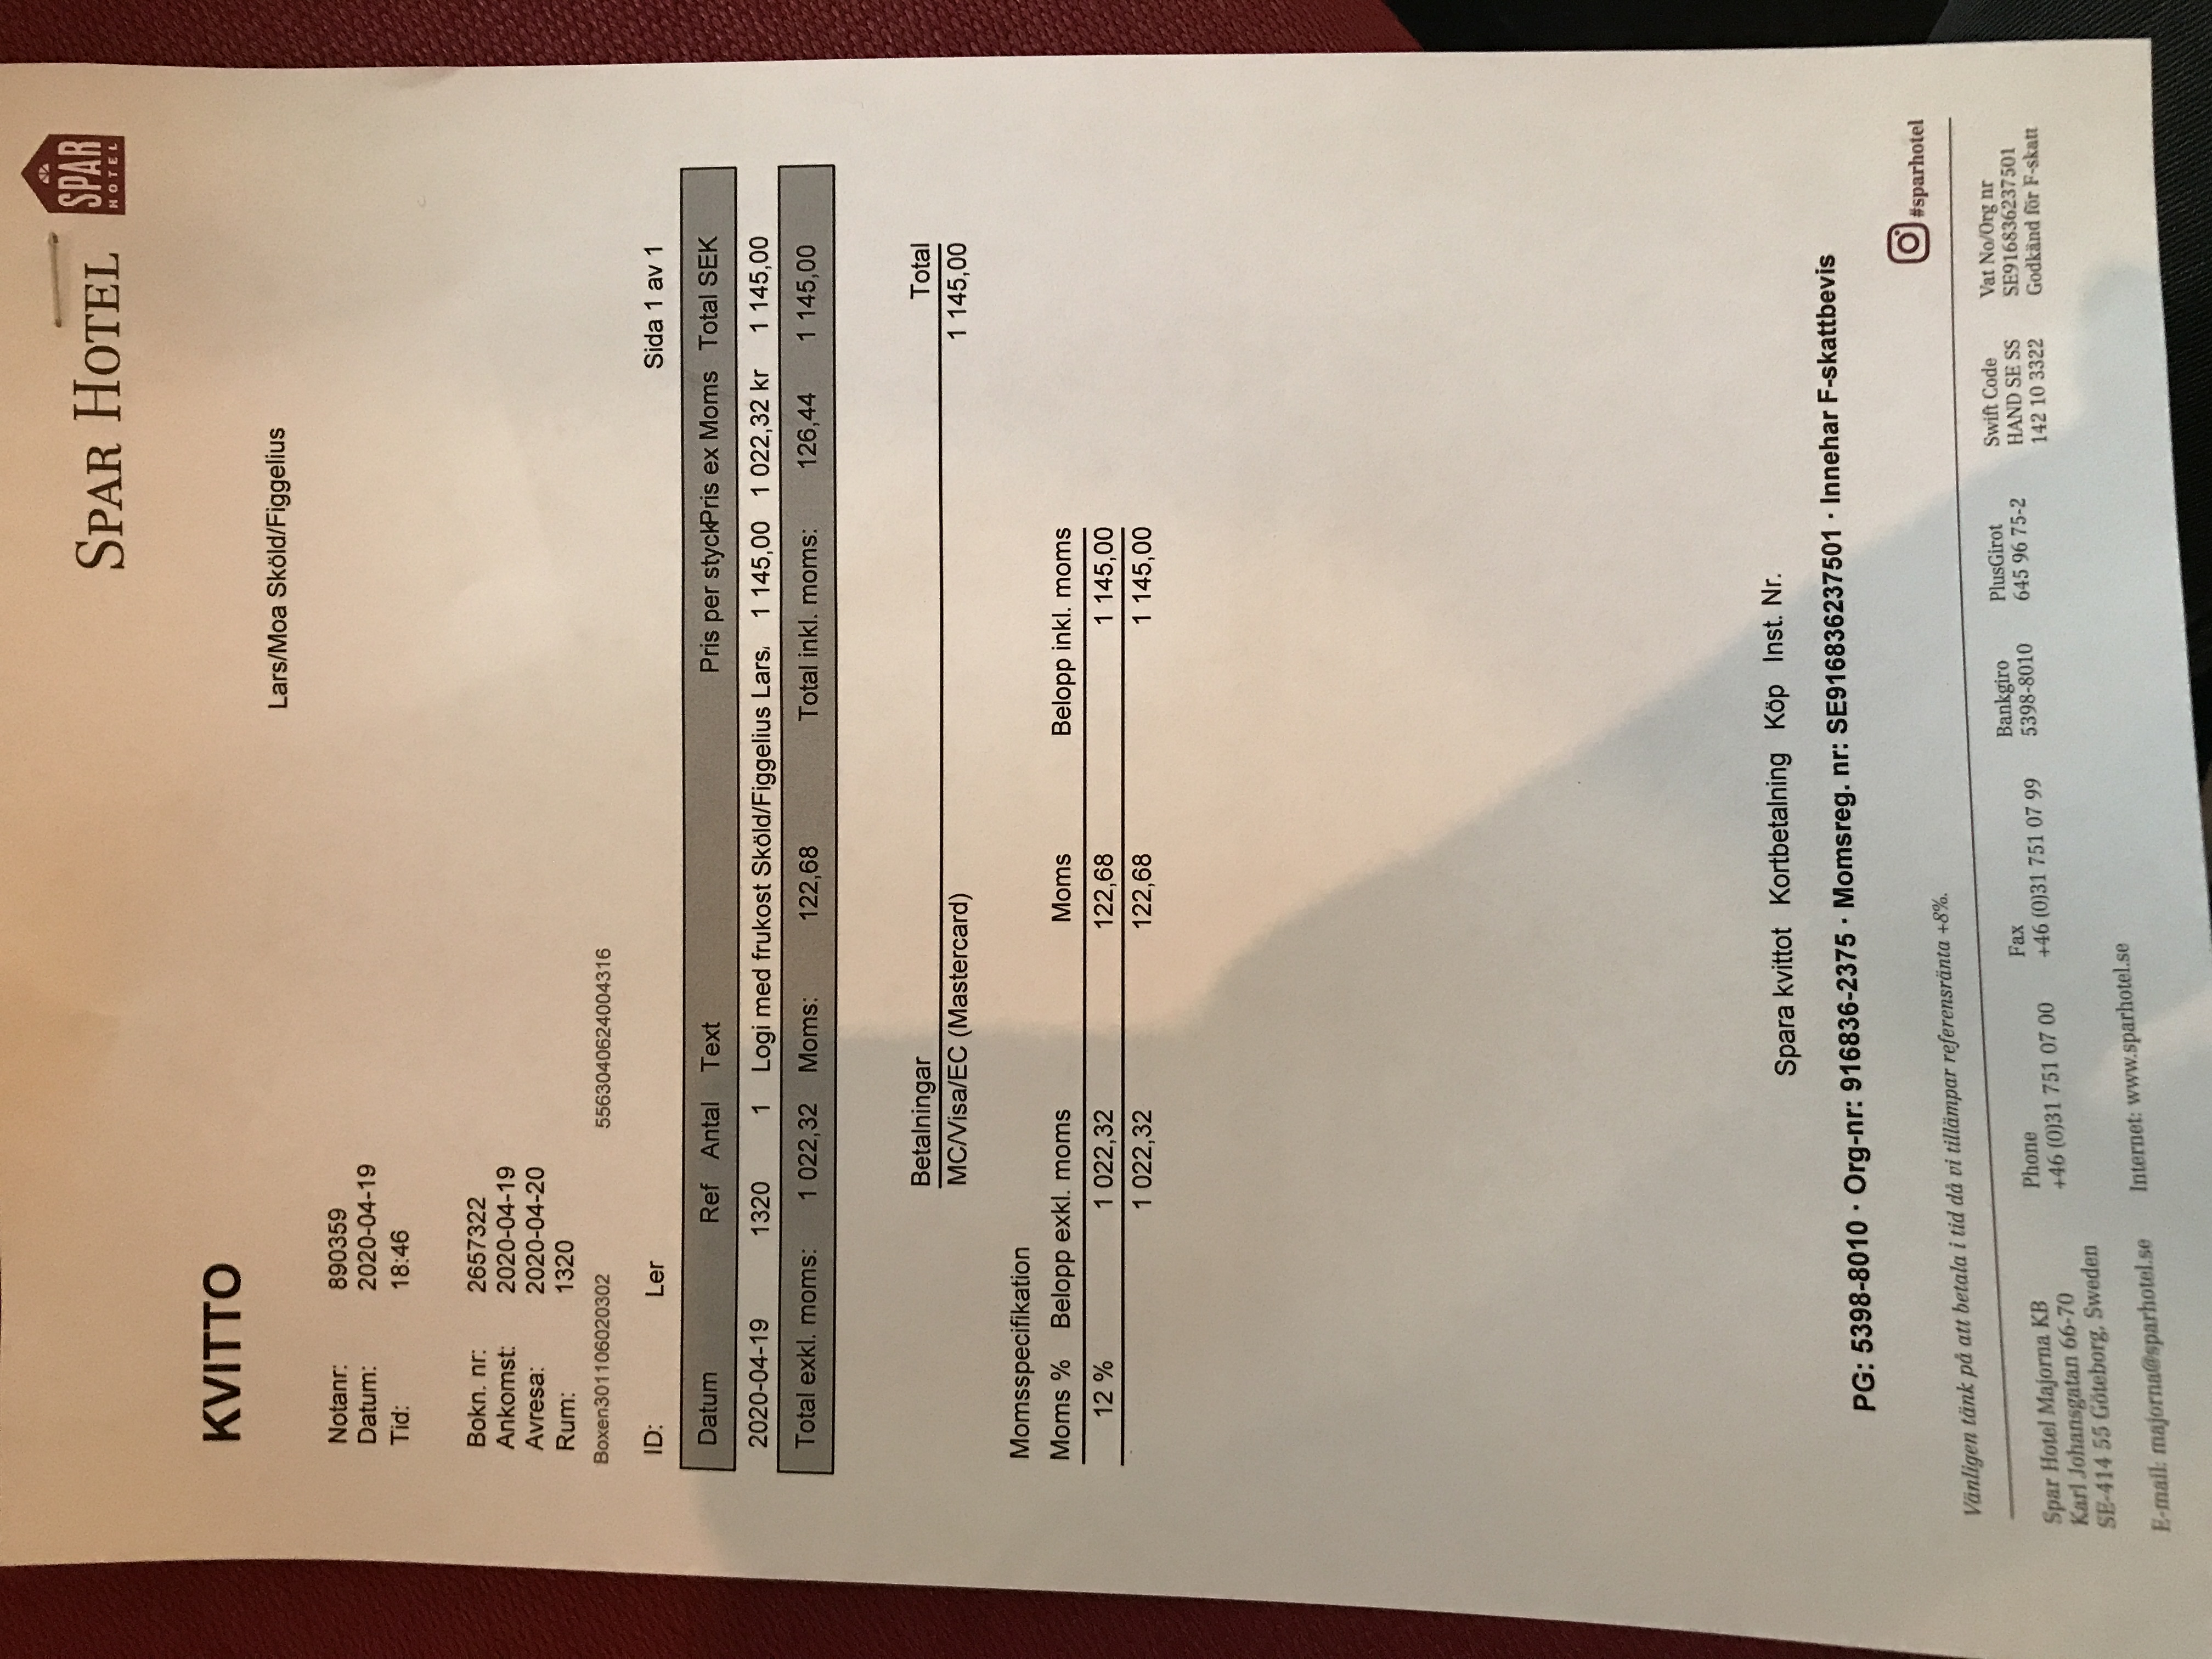 SPAR HOTEL
SPAR
HOTEL
KVITTO
Lars/Moa Sköld/Figgelius
Notanr: 890359
Datum: 2020-04-19
Tid: 18:46
Bokn. nr: 2657322
Ankomst: 2020-04-19
Avresa: 2020-04-20
Rum: 1320
Boxen301106020302 5563040624004316
ID: Ler Sida 1 av 1
Datum Ref Antal Text Pris per styck Pris ex Moms Total SEK
2020-04-19 1320 1 Logi med frukost Sköld/Figgelius Lars/ 1 145,00 1 022,32 kr 1 145,00
Total exkl. moms: 1 022,32 Moms: 122,68 Total inkl. moms: 126,44 1 145,00
Betalningar Total
MC/Visa/EC (Mastercard) 1 145,00
Momsspecifikation
Moms % Belopp exkl. moms Moms Belopp inkl. moms
12 % 1 022,32 122,68 1 145,00
1 022,32 122,68 1 145,00
Spara kvittot Kortbetalning Köp Inst. Nr.
PG: 5398-8010 · Org-nr: 916836-2375 · Momsreg. nr: SE916836237501 · Innehar F-skattbevis
#sparhotel
Vänligen tänk på att betala i tid då vi tillämpar referensränta +8%.
Spar Hotel Majorna KB
Karl Johansgatan 66-70
SE-414 55 Göteborg, Sweden
E-mail: majorna@sparhotel.se
Phone
+46 (0)31 751 07 00
Internet: www.sparhotel.se
Fax
+46 (0)31 751 07 99
Bankgiro
5398-8010
PlusGirot
645 96 75-2
Swift Code
HAND SE SS
142 10 3322
Vat No/Org nr
SE916836237501
Godkänd för F-skatt